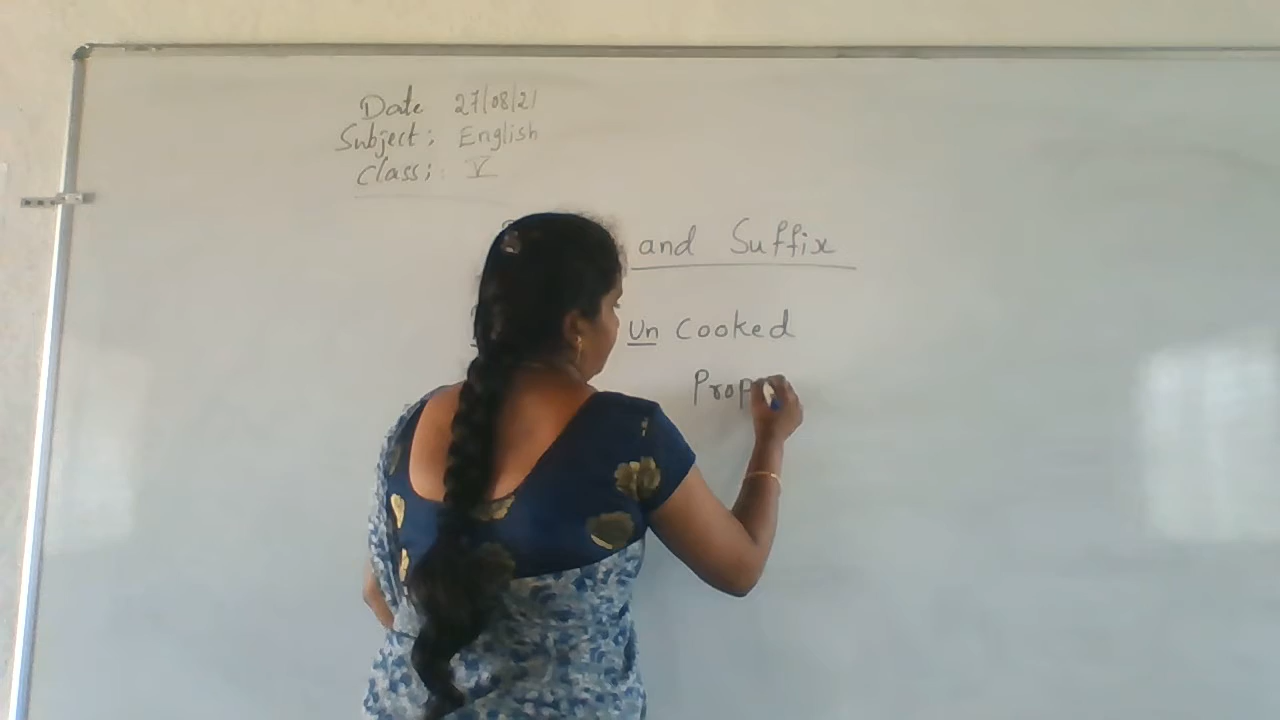 Date 27/08/21
Subject: English
Class: V
and Suffix
Un Cooked
Prop